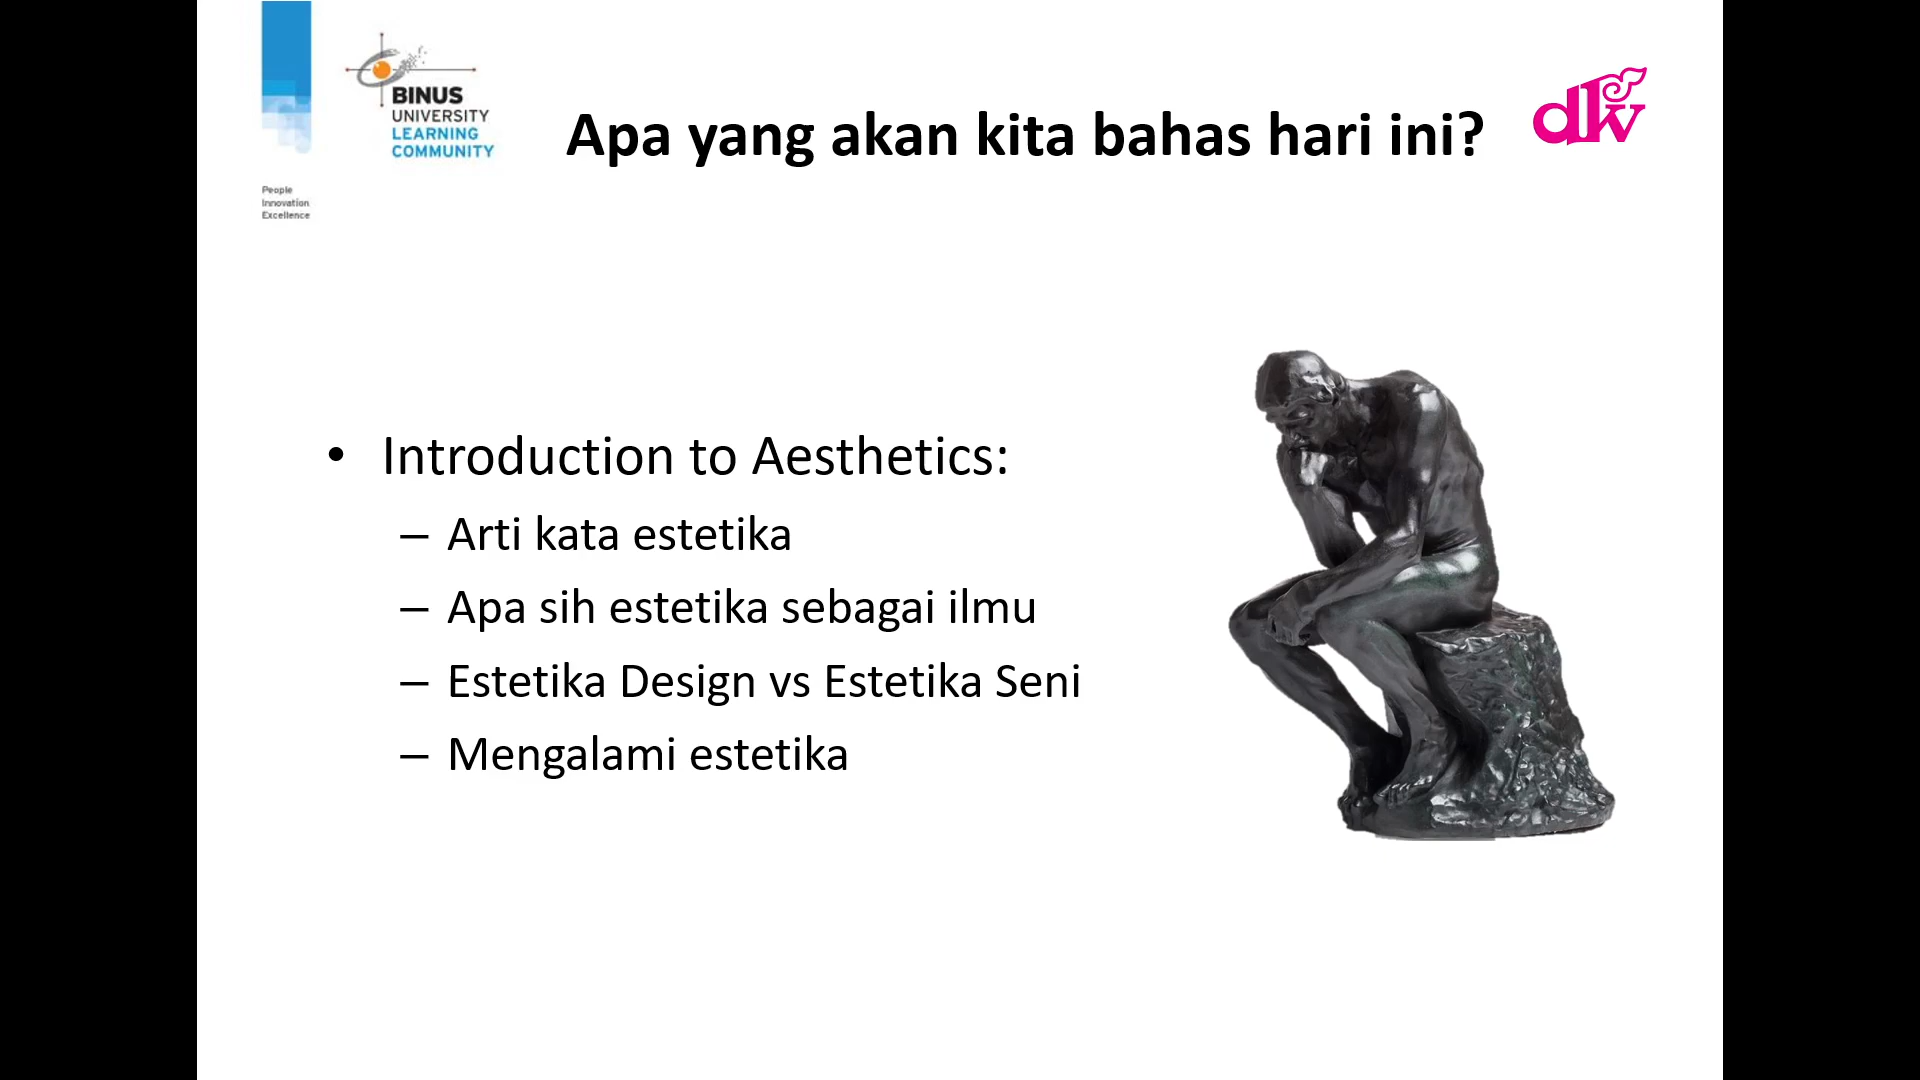 BINUS
UNIVERSITY
LEARNING
COMMUNITY
People
Innovation
Excellence
Apa yang akan kita bahas hari ini?
dkv
• Introduction to Aesthetics:
– Arti kata estetika
– Apa sih estetika sebagai ilmu
– Estetika Design vs Estetika Seni
– Mengalami estetika